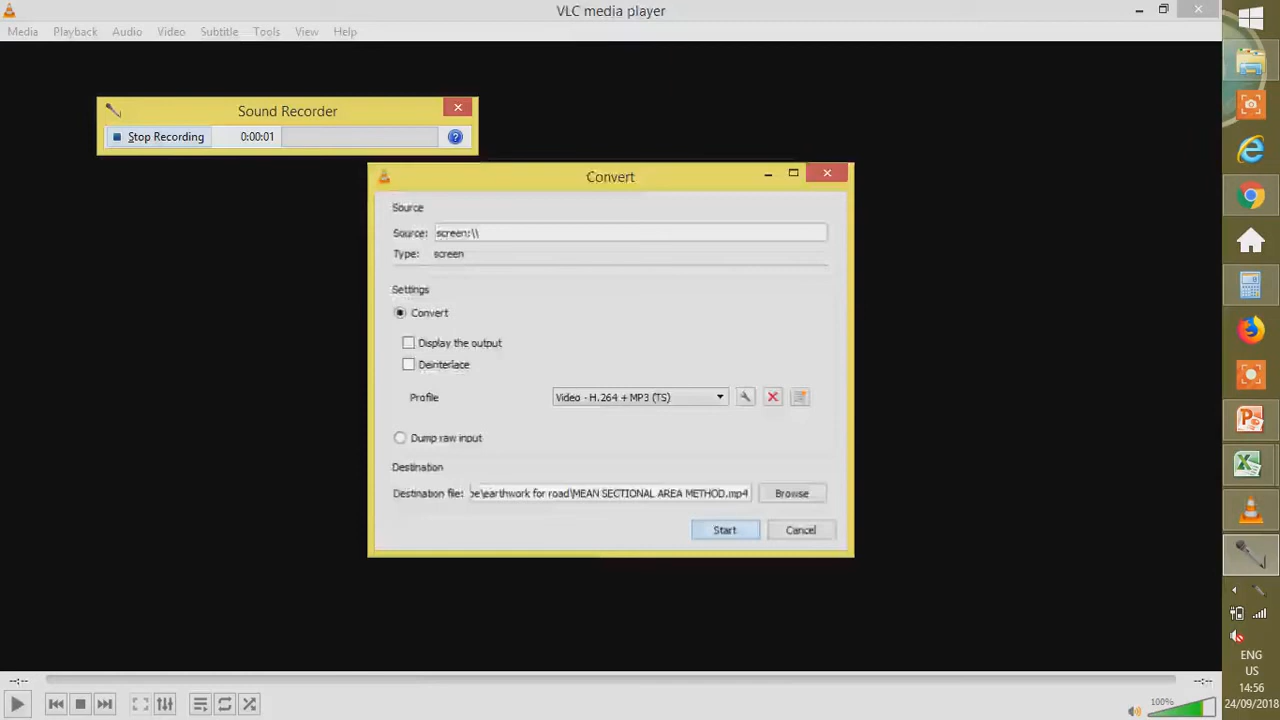 VLC media player
Media Playback Audio Video Subtitle Tools View Help
Sound Recorder
Stop Recording 0:00:01
Convert
Source
Source: screen:\\
Type: screen
Settings
Convert
Display the output
Deinterlace
Profile Video - H.264 + MP3 (TS)
Dump raw input
Destination
Destination file: be\earthwork for road\MEAN SECTIONAL AREA METHOD.mp4 Browse
Start Cancel
--:-- --:--
100%
ENG
US
14:56
24/09/2018